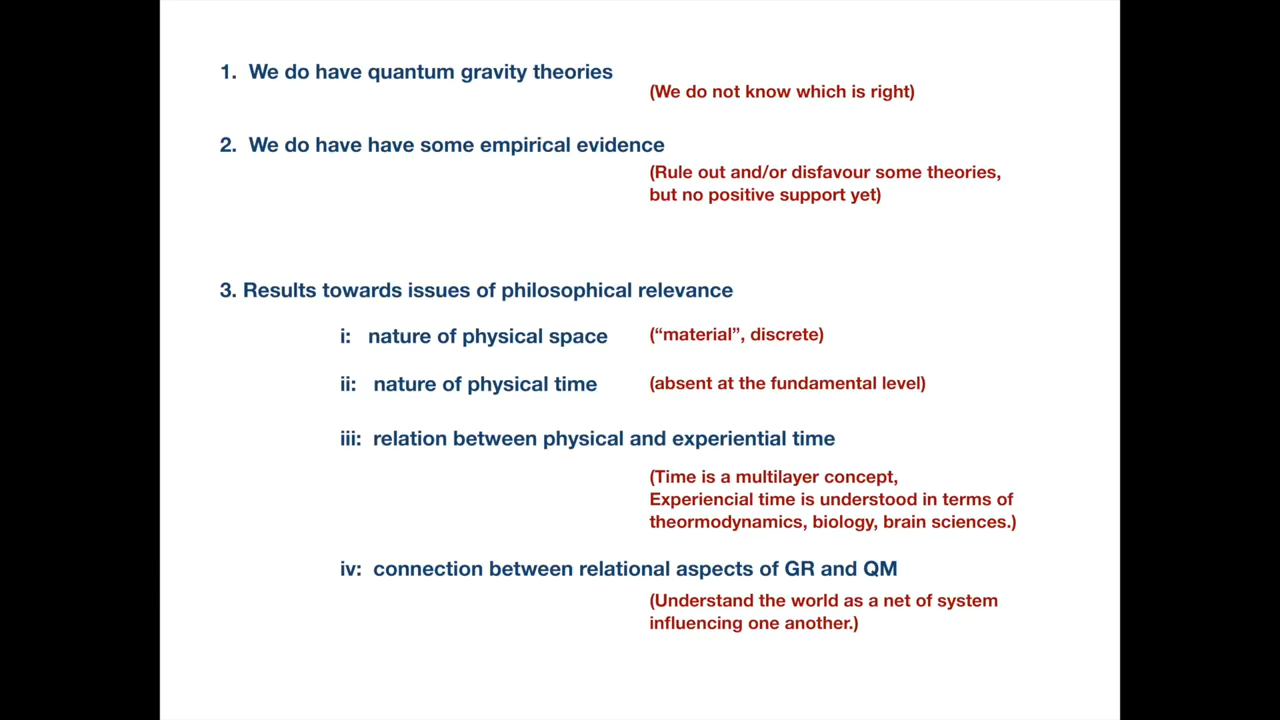 1. We do have quantum gravity theories
(We do not know which is right)
2. We do have have some empirical evidence
(Rule out and/or disfavour some theories,
but no positive support yet)
3. Results towards issues of philosophical relevance
i: nature of physical space (“material”, discrete)
ii: nature of physical time (absent at the fundamental level)
iii: relation between physical and experiential time
(Time is a multilayer concept,
Experiencial time is understood in terms of
theormodynamics, biology, brain sciences.)
iv: connection between relational aspects of GR and QM
(Understand the world as a net of system
influencing one another.)